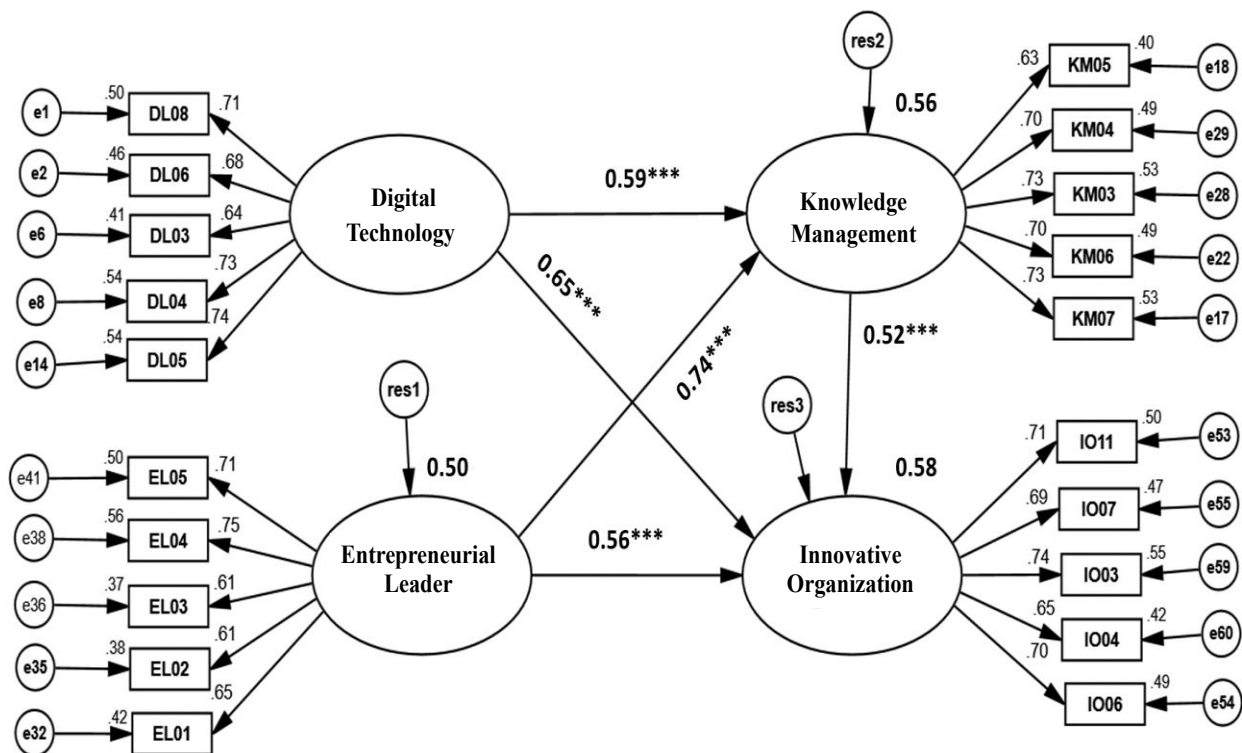 e1
.50
DL08
.71
e2
.46
DL06
.68
e6
.41
DL03
.64
e8
.54
DL04
.73
e14
.54
DL05
.74
Digital
Technology
res2
0.56
0.59***
Knowledge
Management
.63
KM05
.40
e18
.70
KM04
.49
e29
.73
KM03
.53
e28
.70
KM06
.49
e22
.73
KM07
.53
e17
0.65***
0.74***
0.52***
res1
0.50
res3
0.58
e41
.50
EL05
.71
e38
.56
EL04
.75
e36
.37
EL03
.61
e35
.38
EL02
.61
e32
.42
EL01
.65
Entrepreneurial
Leader
0.56***
Innovative
Organization
.71
IO11
.50
e53
.69
IO07
.47
e55
.74
IO03
.55
e59
.65
IO04
.42
e60
.70
IO06
.49
e54